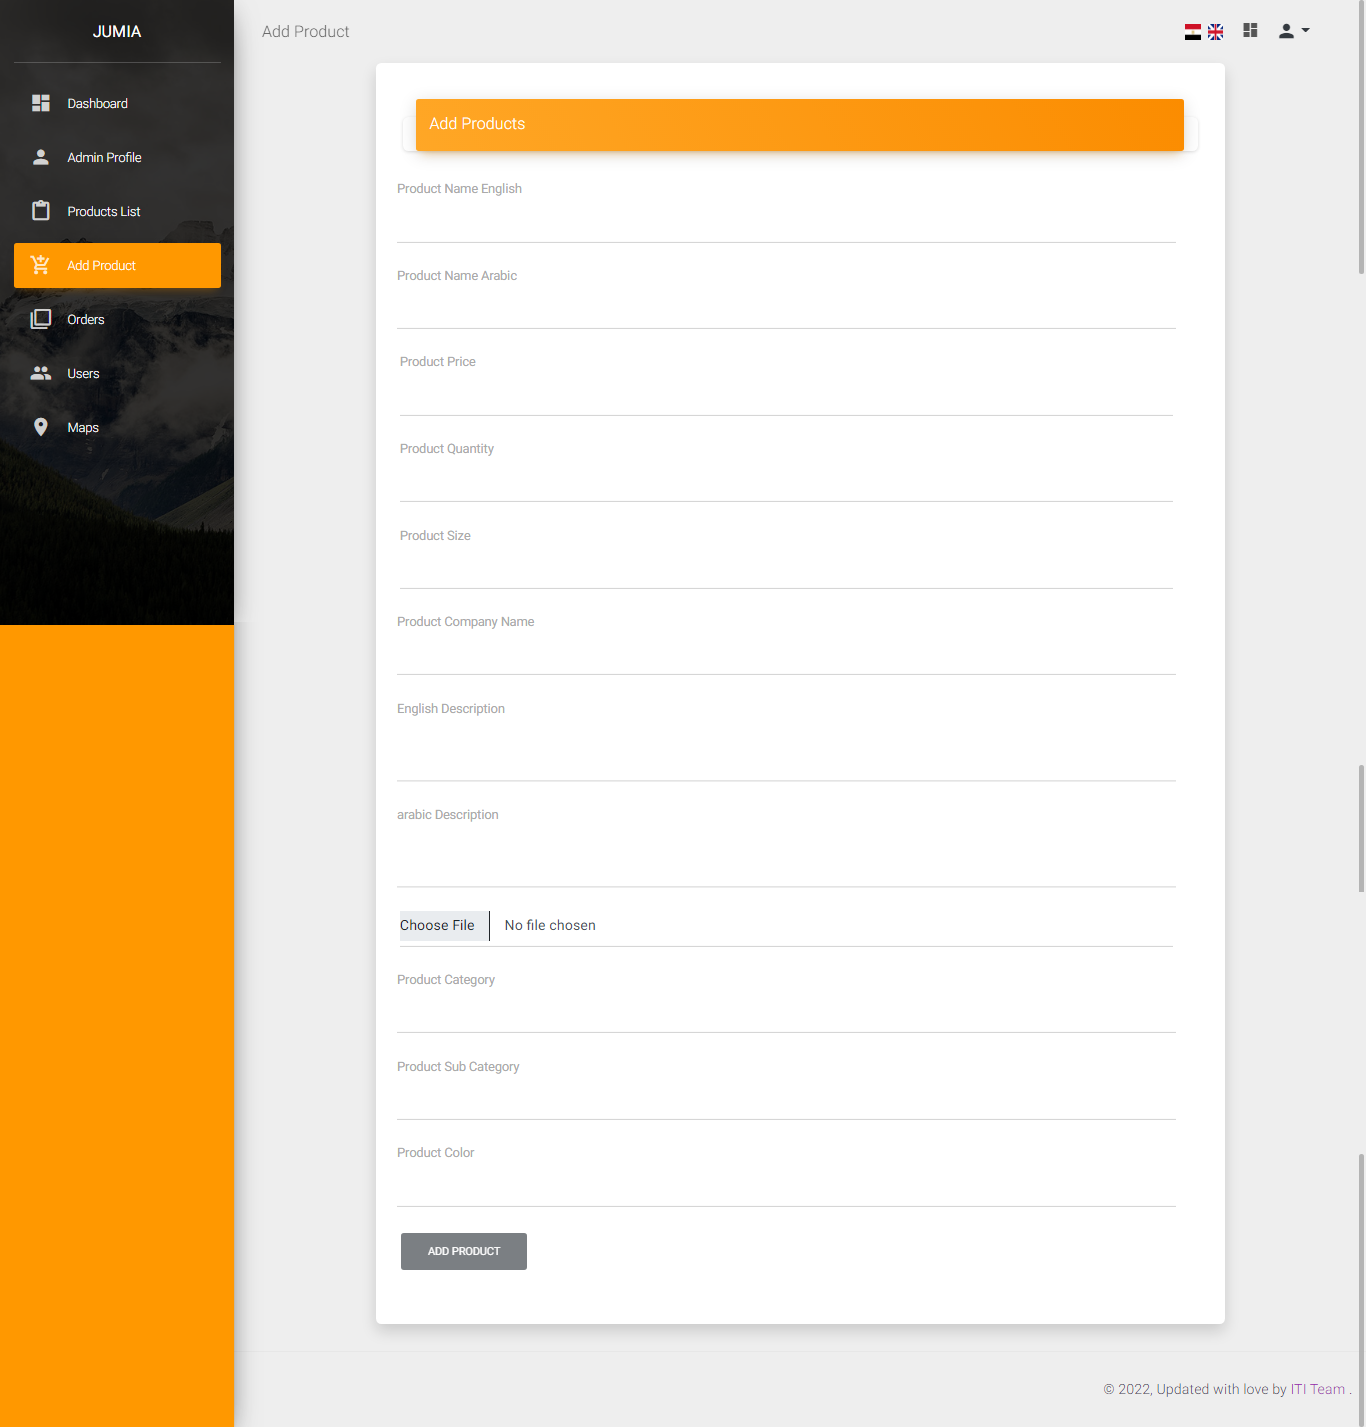 JUMIA
Dashboard
Admin Profile
Products List
Add Product
Orders
Users
Maps
Add Product
Add Products
Product Name English
Product Name Arabic
Product Price
Product Quantity
Product Size
Product Company Name
English Description
arabic Description
Choose File No file chosen
Product Category
Product Sub Category
Product Color
ADD PRODUCT
© 2022, Updated with love by ITI Team .